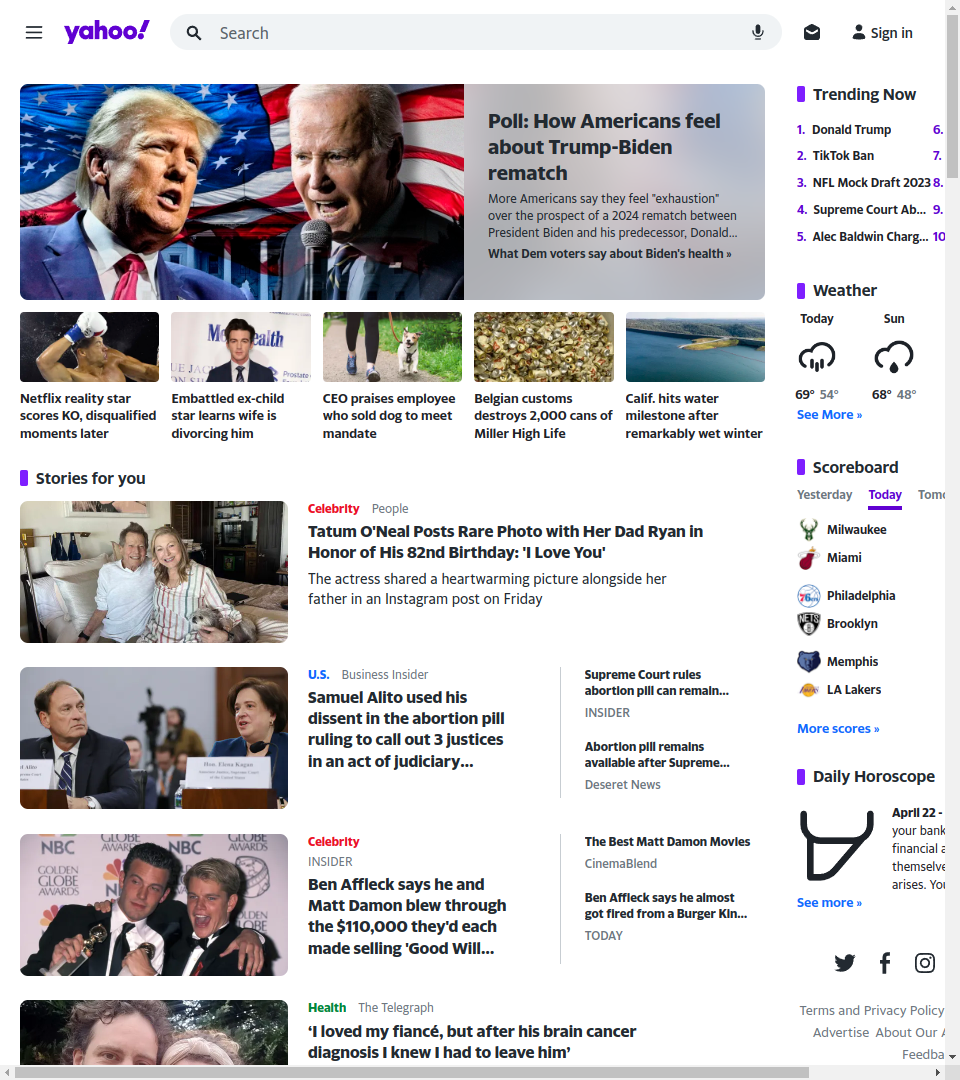 yahoo!
Search
Sign in
Poll: How Americans feel
about Trump-Biden
rematch
More Americans say they feel "exhaustion"
over the prospect of a 2024 rematch between
President Biden and his predecessor, Donald...
What Dem voters say about Biden's health »
Netflix reality star
scores KO, disqualified
moments later
Embattled ex-child
star learns wife is
divorcing him
CEO praises employee
who sold dog to meet
mandate
Belgian customs
destroys 2,000 cans of
Miller High Life
Calif. hits water
milestone after
remarkably wet winter
Stories for you
Celebrity People
Tatum O'Neal Posts Rare Photo with Her Dad Ryan in
Honor of His 82nd Birthday: 'I Love You'
The actress shared a heartwarming picture alongside her
father in an Instagram post on Friday
U.S. Business Insider
Samuel Alito used his
dissent in the abortion pill
ruling to call out 3 justices
in an act of judiciary...
Supreme Court rules
abortion pill can remain...
INSIDER
Abortion pill remains
available after Supreme...
Deseret News
NBC
GLOBE
AWARDS
GOLDEN
GLOBE
AWARDS
NBC
Celebrity
INSIDER
Ben Affleck says he and
Matt Damon blew through
the $110,000 they'd each
made selling 'Good Will...
The Best Matt Damon Movies
CinemaBlend
Ben Affleck says he almost
got fired from a Burger Kin...
TODAY
Health The Telegraph
‘I loved my fiancé, but after his brain cancer
diagnosis I knew I had to leave him’
Trending Now
1. Donald Trump 6.
2. TikTok Ban 7.
3. NFL Mock Draft 2023 8.
4. Supreme Court Ab... 9.
5. Alec Baldwin Charg... 10
Weather
Today Sun
69° 54° 68° 48°
See More »
Scoreboard
Yesterday Today Tomo
Milwaukee
Miami
Philadelphia
Brooklyn
Memphis
LA Lakers
More scores »
Daily Horoscope
April 22 -
your bank
financial a
themselve
arises. You
See more »
Terms and Privacy Policy
Advertise About Our A
Feedba